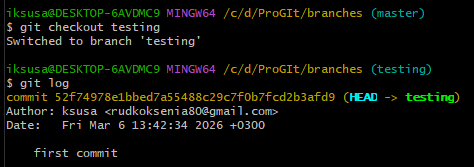 iksusa@DESKTOP-6AVDMC9 MINGW64 /c/d/ProGIt/branches (master)
$ git checkout testing
Switched to branch 'testing'
iksusa@DESKTOP-6AVDMC9 MINGW64 /c/d/ProGIt/branches (testing)
$ git log
commit 52f74978e1bbed7a55488c29c7f0b7fcd2b3afd9 (HEAD -> testing)
Author: ksusa <rudkoksenia80@gmail.com>
Date:   Fri Mar 6 13:42:34 2026 +0300
    first commit